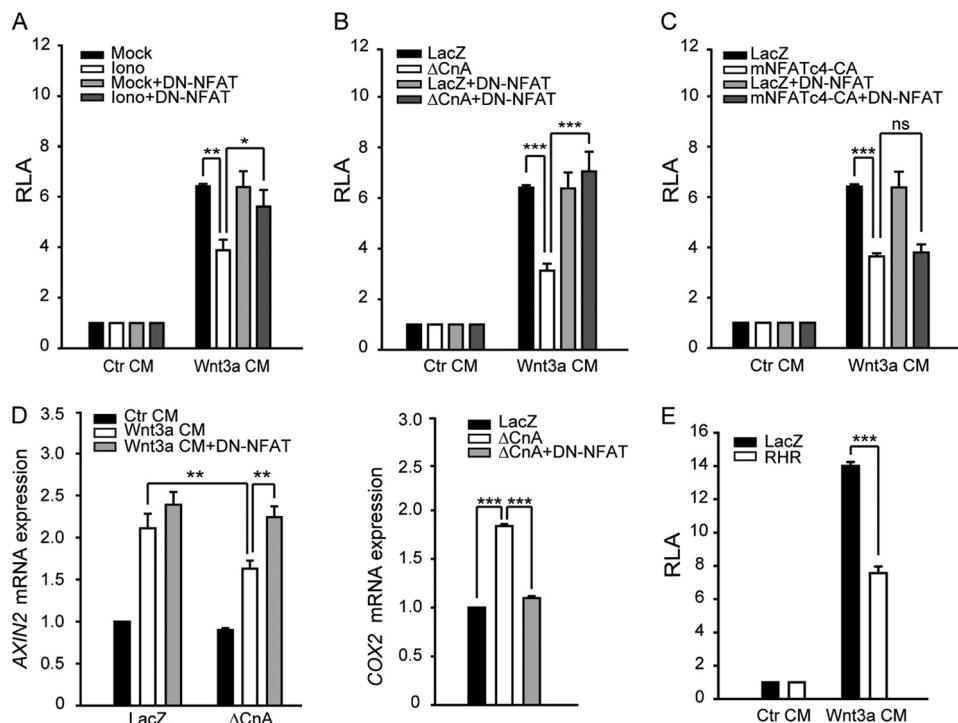 A
12
10
8
6
4
2
0
RLA
Mock
Iono
Mock+DN-NFAT
Iono+DN-NFAT
**
*
Ctr CM
Wnt3a CM
B
12
10
8
6
4
2
0
RLA
LacZ
ΔCnA
LacZ+DN-NFAT
ΔCnA+DN-NFAT
***
***
Ctr CM
Wnt3a CM
C
12
10
8
6
4
2
0
RLA
LacZ
mNFATc4-CA
LacZ+DN-NFAT
mNFATc4-CA+DN-NFAT
***
ns
Ctr CM
Wnt3a CM
D
3.5
3.0
2.5
2.0
1.5
1.0
0.5
0
AXIN2 mRNA expression
Ctr CM
Wnt3a CM
Wnt3a CM+DN-NFAT
**
**
LacZ
ΔCnA
3.0
2.5
2.0
1.5
1.0
0.5
0
COX2 mRNA expression
LacZ
ΔCnA
ΔCnA+DN-NFAT
***
***
E
16
14
12
10
8
6
4
2
0
RLA
LacZ
RHR
***
Ctr CM
Wnt3a CM